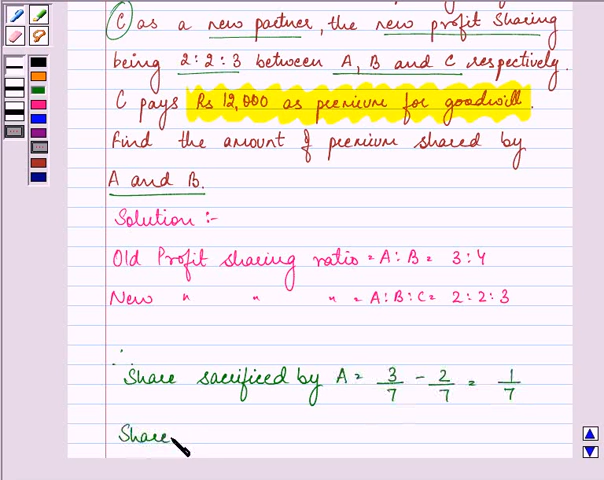 C as a new partner, the new profit sharing
being 2:2:3 between A, B and C respectively.
C pays Rs 12,000 as premium for goodwill.
Find the amount of premium shared by
A and B.
Solution :-
Old Profit sharing ratio = A:B = 3:4
New " " " = A:B:C = 2:2:3
∴
Share sacrificed by A = 3/7 - 2/7 = 1/7
Share